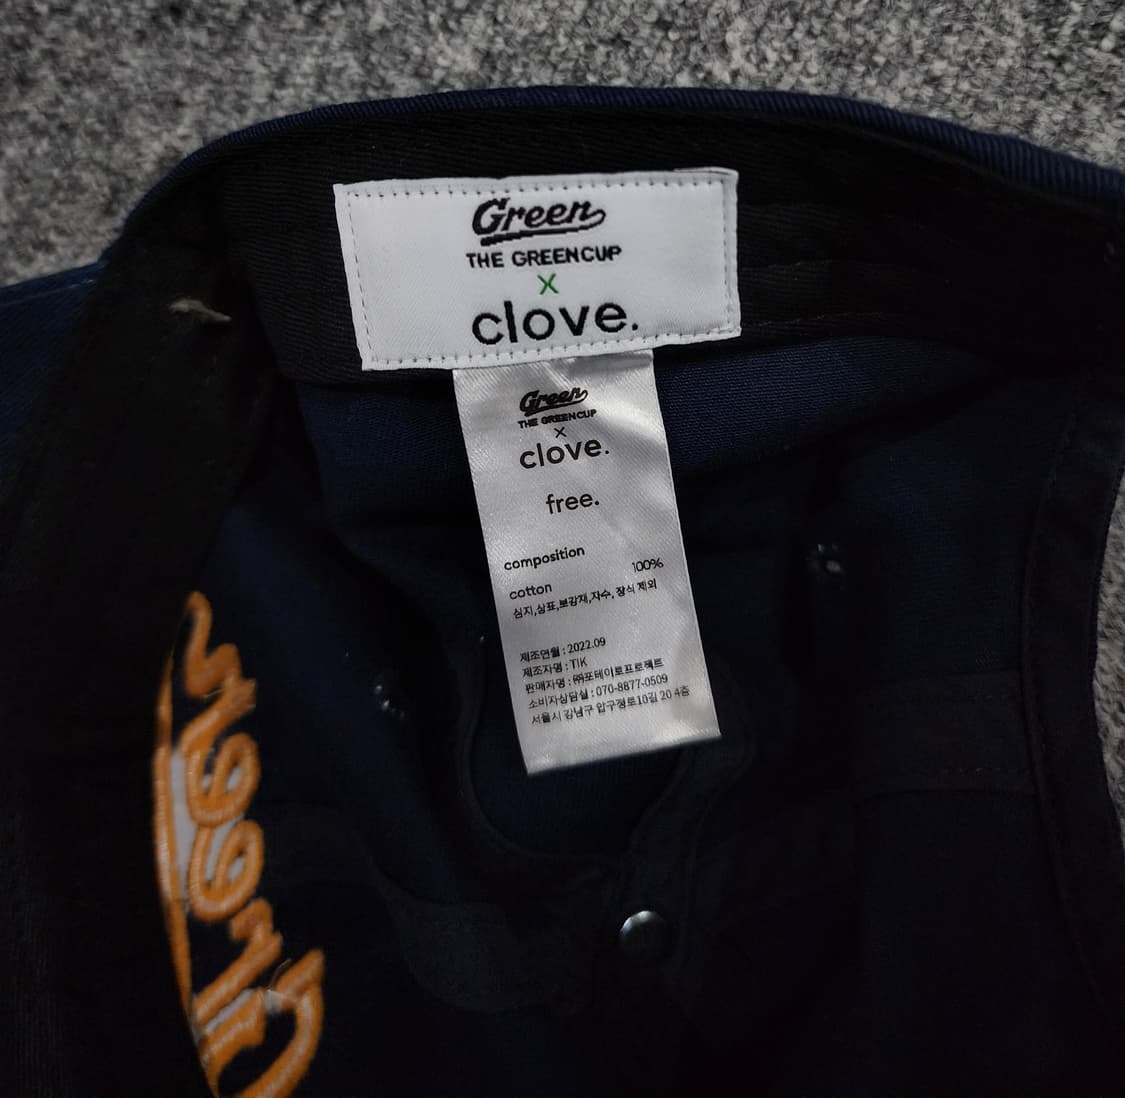 Green
THE GREENCUP
X
clove.
Green
THE GREENCUP
X
clove.
free.
composition
cotton 100%
심지,상표,보강재,자수, 장식 제외
제조연월 : 2022.09
제조자명 : TIK
판매자명 : ㈜포테이토프로젝트
소비자상담실 : 070-8877-0509
서울시 강남구 압구정로10길 20 4층
Green